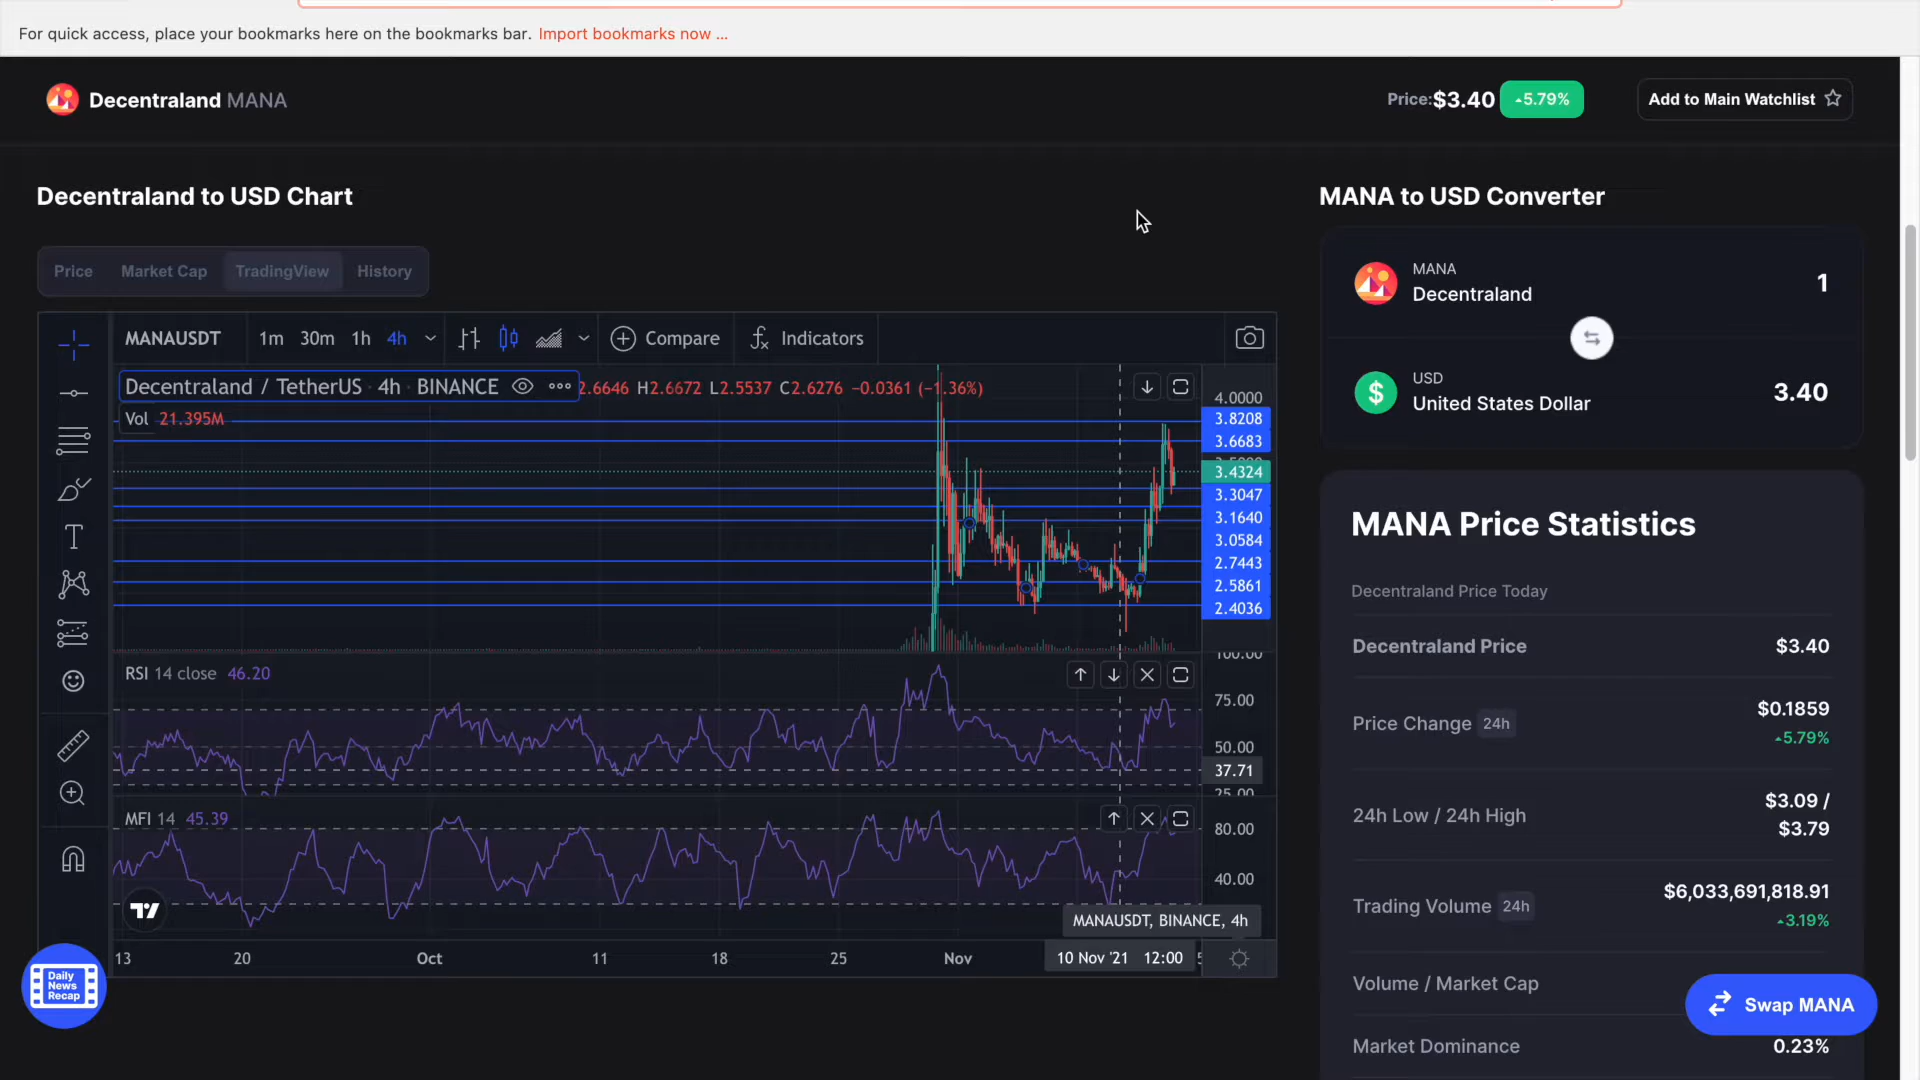 For quick access, place your bookmarks here on the bookmarks bar. Import bookmarks now ...
Decentraland MANA
Price:$3.40 5.79%
Add to Main Watchlist
Decentraland to USD Chart
Price Market Cap TradingView History
MANAUSDT 1m 30m 1h 4h Compare Indicators
Decentraland / TetherUS · 4h · BINANCE 2.6646 H2.6672 L2.5537 C2.6276 −0.0361 (−1.36%)
Vol 21.395M
4.0000
3.8208
3.6683
3.4324
3.3047
3.1640
3.0584
2.7443
2.5861
2.4036
100.00
RSI 14 close 46.20
75.00
50.00
37.71
25.00
MFI 14 45.39
80.00
40.00
MANAUSDT, BINANCE, 4h
13 20 Oct 11 18 25 Nov 10 Nov '21 12:00
Daily
News
Recap
MANA to USD Converter
MANA
Decentraland
1
USD
United States Dollar
3.40
MANA Price Statistics
Decentraland Price Today
Decentraland Price $3.40
Price Change 24h $0.1859
5.79%
24h Low / 24h High $3.09 /
$3.79
Trading Volume 24h $6,033,691,818.91
3.19%
Volume / Market Cap
Swap MANA
Market Dominance 0.23%